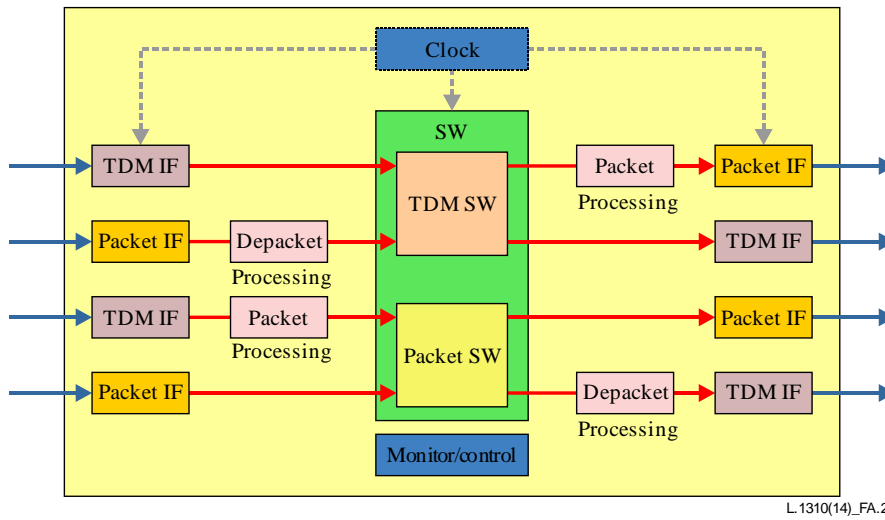 Clock
SW
TDM IF
TDM SW
Packet
Processing
Packet IF
Packet IF
Depacket
Processing
TDM IF
TDM IF
Packet
Processing
Packet SW
Packet IF
Packet IF
Depacket
Processing
TDM IF
Monitor/control
L.1310(14)_FA.2